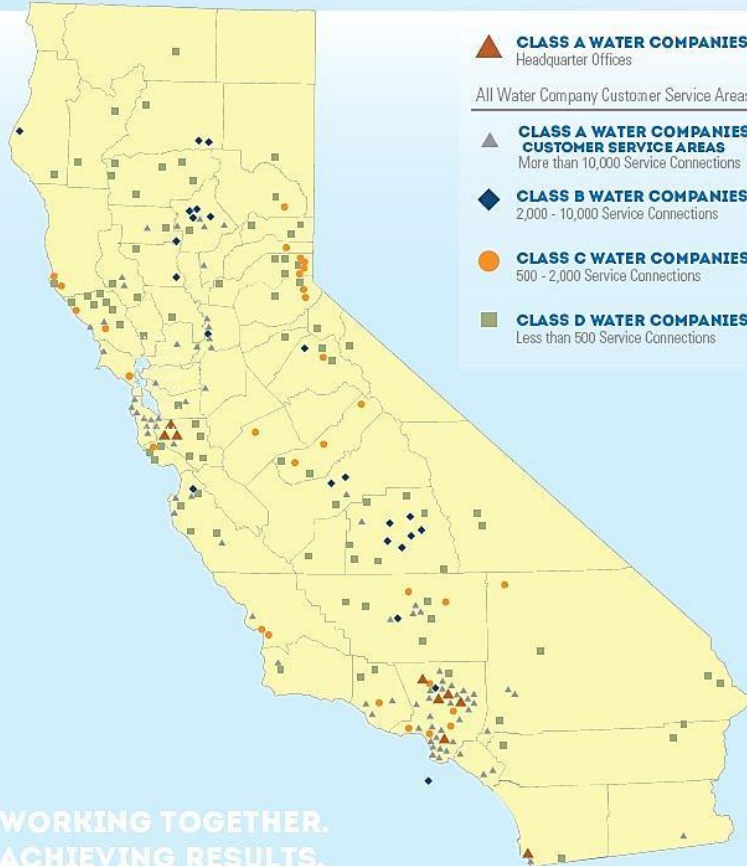 CLASS A WATER COMPANIES
Headquarter Offices
All Water Company Customer Service Areas
CLASS A WATER COMPANIES
CUSTOMER SERVICE AREAS
More than 10,000 Service Connections
CLASS B WATER COMPANIES
2,000 - 10,000 Service Connections
CLASS C WATER COMPANIES
500 - 2,000 Service Connections
CLASS D WATER COMPANIES
Less than 500 Service Connections
WORKING TOGETHER.
ACHIEVING RESULTS.